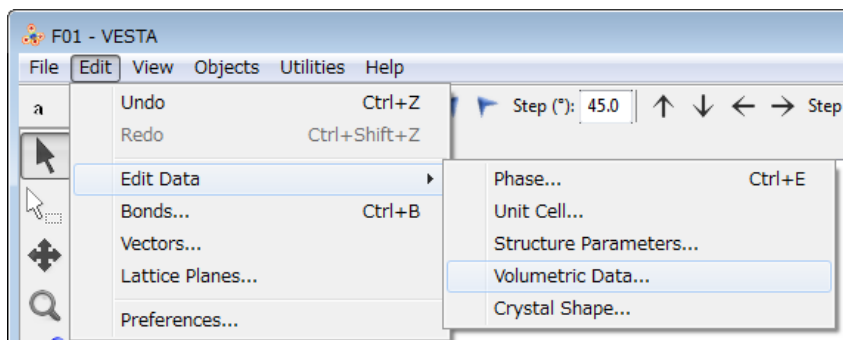 F01 - VESTA
File Edit View Objects Utilities Help
a
Step (°): 45.0 Step
Undo Ctrl+Z
Redo Ctrl+Shift+Z
Edit Data
Bonds... Ctrl+B
Vectors...
Lattice Planes...
Preferences...
Phase... Ctrl+E
Unit Cell...
Structure Parameters...
Volumetric Data...
Crystal Shape...